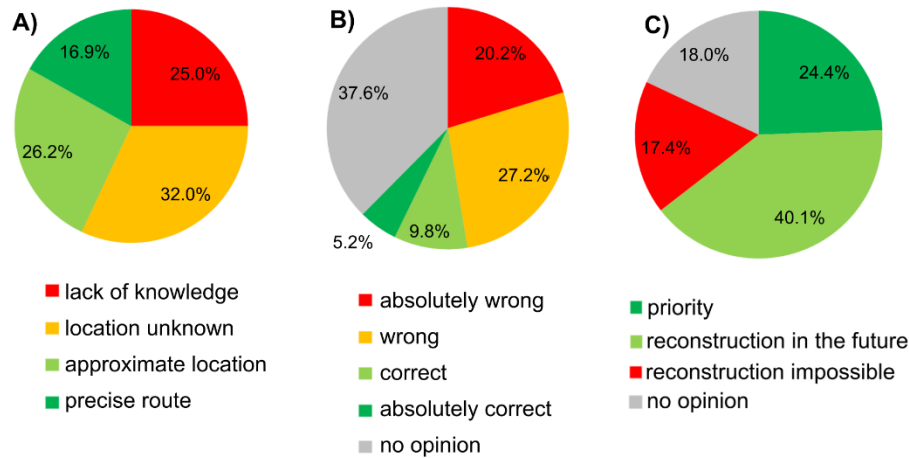 A)
16.9%
25.0%
26.2%
32.0%
lack of knowledge
location unknown
approximate location
precise route
B)
20.2%
37.6%
27.2%
5.2%
9.8%
absolutely wrong
wrong
correct
absolutely correct
no opinion
C)
18.0%
24.4%
17.4%
40.1%
priority
reconstruction in the future
reconstruction impossible
no opinion